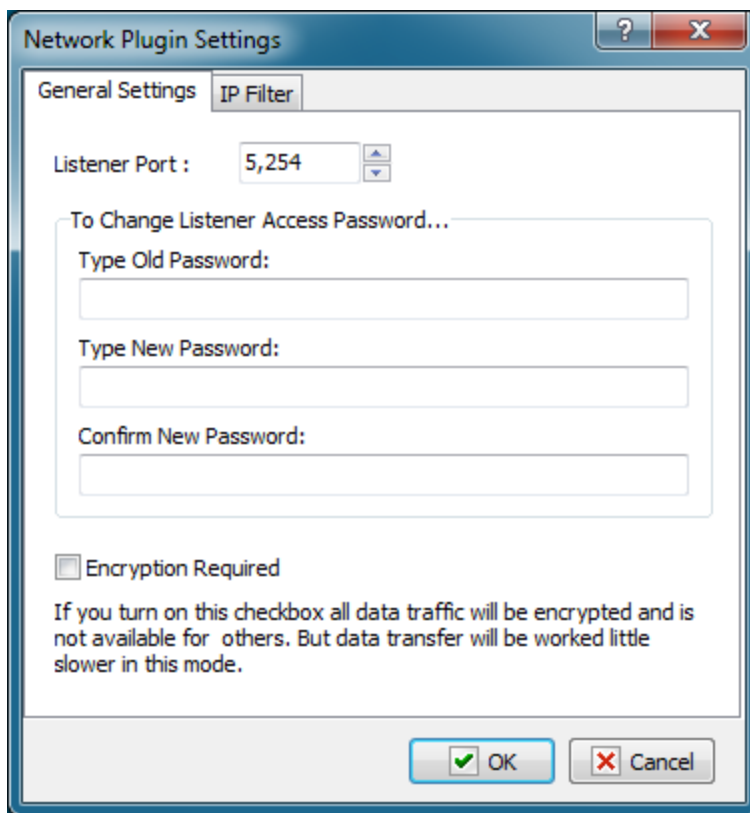 Network Plugin Settings
?
General Settings
IP Filter
Listener Port :
5,254
To Change Listener Access Password...
Type Old Password:
Type New Password:
Confirm New Password:
Encryption Required
If you turn on this checkbox all data traffic will be encrypted and is
not available for  others. But data transfer will be worked little
slower in this mode.
OK
Cancel